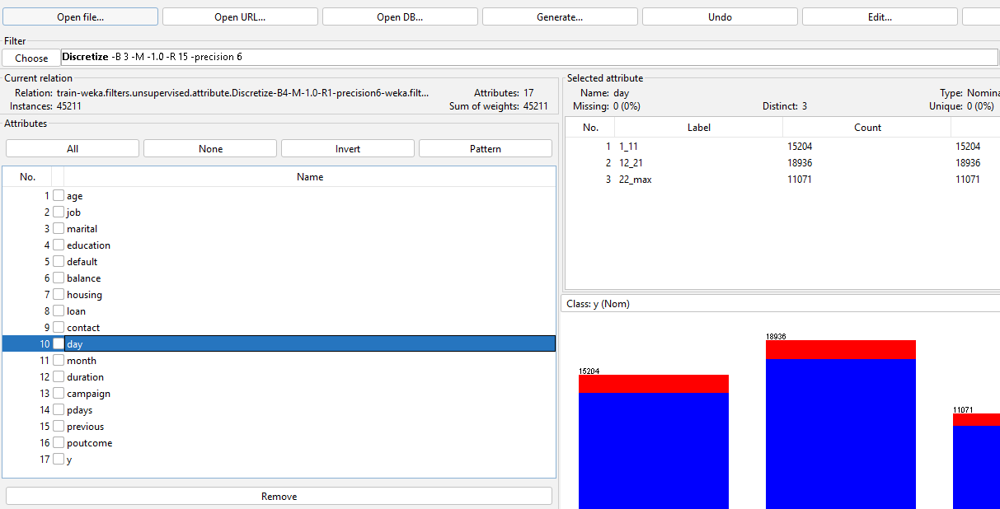 Open file... Open URL... Open DB... Generate... Undo Edit...
Filter
Choose Discretize -B 3 -M -1.0 -R 15 -precision 6
Current relation
Relation: train-weka.filters.unsupervised.attribute.Discretize-B4-M-1.0-R1-precision6-weka.filt... Attributes: 17
Instances: 45211 Sum of weights: 45211
Attributes
All None Invert Pattern
No. Name
1 age
2 job
3 marital
4 education
5 default
6 balance
7 housing
8 loan
9 contact
10 day
11 month
12 duration
13 campaign
14 pdays
15 previous
16 poutcome
17 y
Remove
Selected attribute
Name: day Type: Nomina
Missing: 0 (0%) Distinct: 3 Unique: 0 (0%)
No. Label Count
1 1_11 15204 15204
2 12_21 18936 18936
3 22_max 11071 11071
Class: y (Nom)
18936
15204
11071